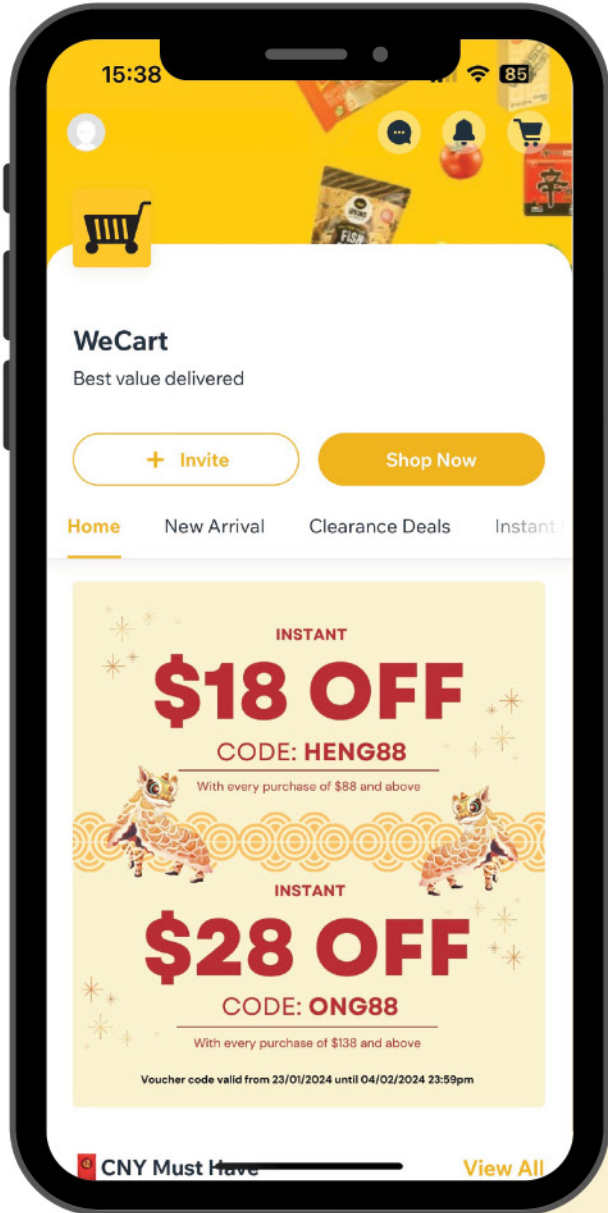 15:38
85
FISH
辛
WeCart
Best value delivered
+ Invite
Shop Now
Home
New Arrival
Clearance Deals
Instant
INSTANT
$18 OFF
CODE: HENG88
With every purchase of $88 and above
INSTANT
$28 OFF
CODE: ONG88
With every purchase of $138 and above
Voucher code valid from 23/01/2024 until 04/02/2024 23:59pm
CNY Must Have
View All